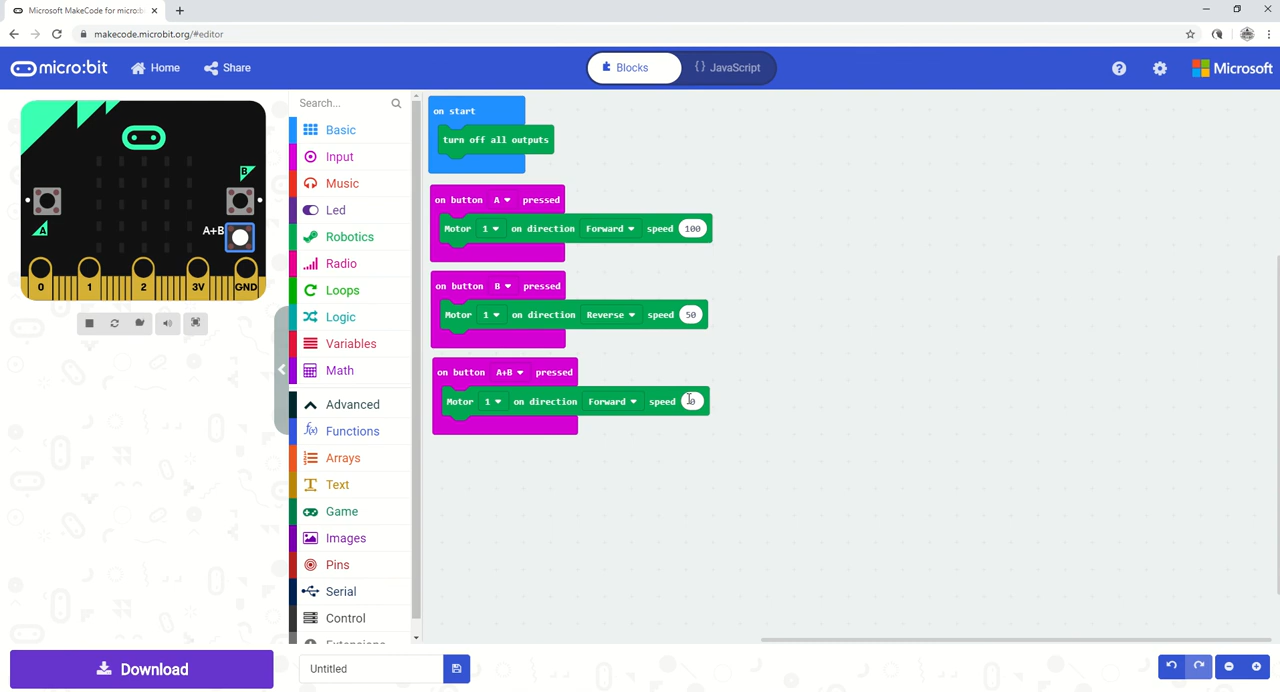 Microsoft MakeCode for micro:b
makecode.microbit.org/#editor
micro:bit
Home
Share
Blocks
{ } JavaScript
Microsoft
B
A+B
A
0 1 2 3V GND
Search...
Basic
Input
Music
Led
Robotics
Radio
Loops
Logic
Variables
Math
Advanced
Functions
Arrays
Text
Game
Images
Pins
Serial
Control
Extensions
on start
turn off all outputs
on button A pressed
Motor 1 on direction Forward speed 100
on button B pressed
Motor 1 on direction Reverse speed 50
on button A+B pressed
Motor 1 on direction Forward speed 0
Download
Untitled